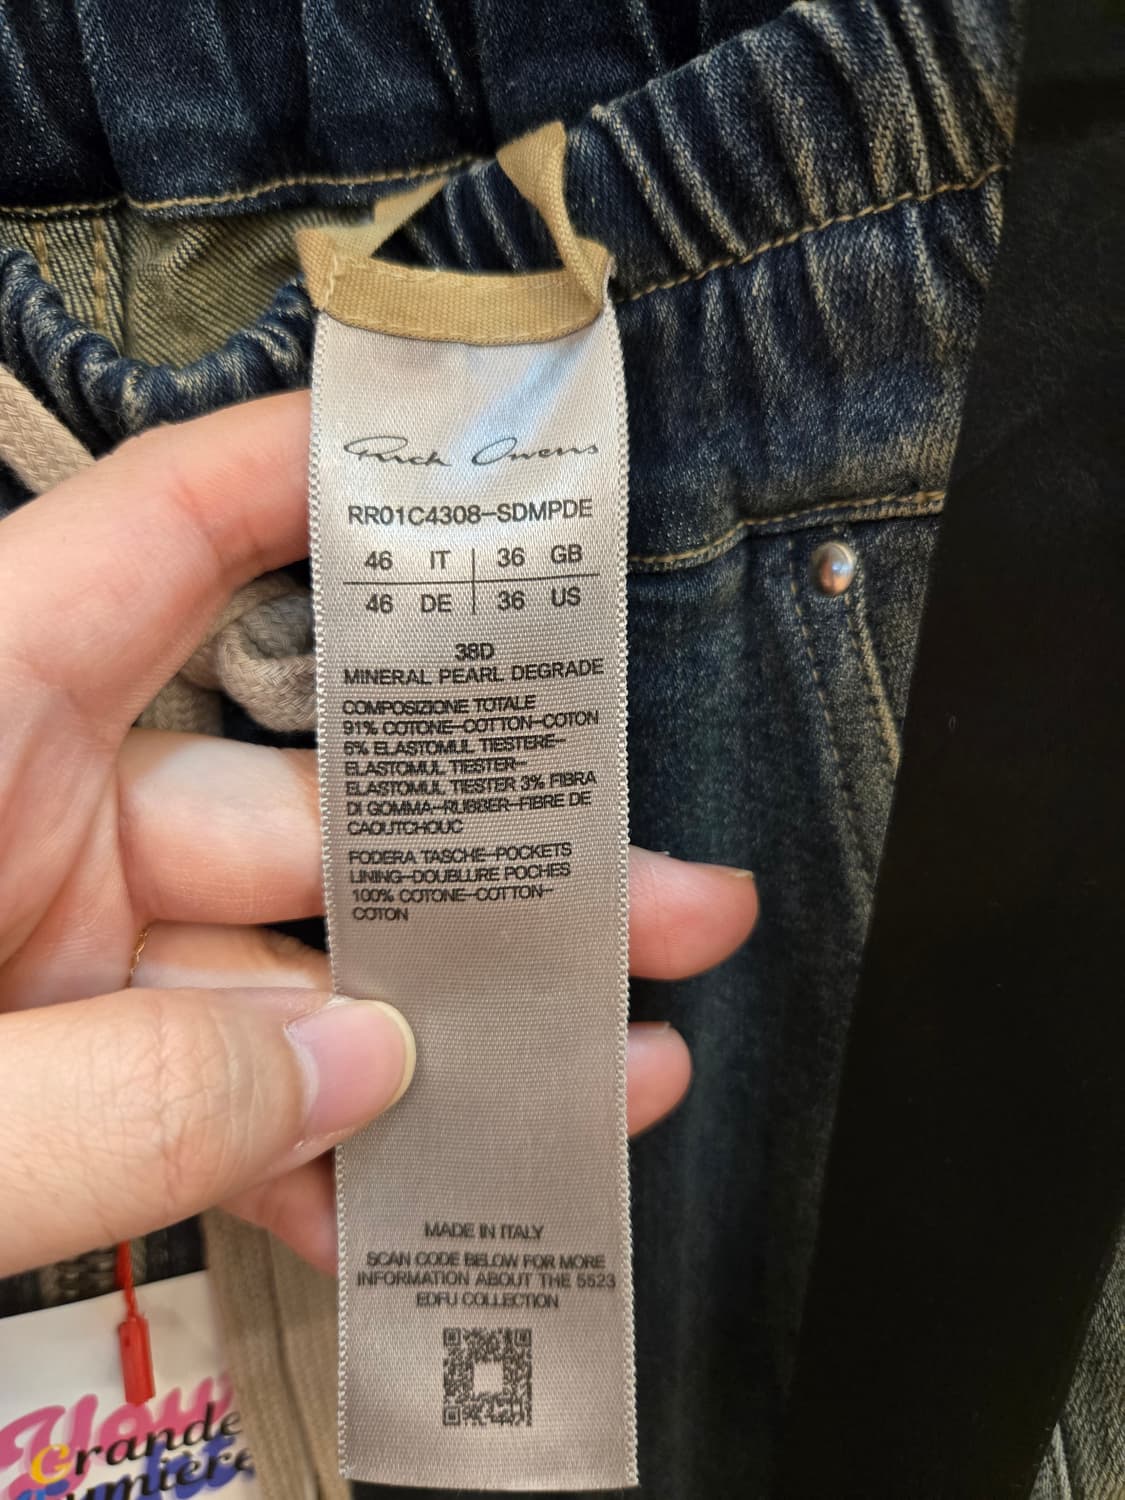 Rick Owens
RR01C4308-SDMPDE
46 IT 36 GB
46 DE 36 US
38D
MINERAL PEARL DEGRADE
COMPOSIZIONE TOTALE
91% COTONE-COTTON-COTON
6% ELASTOMUL TIESTERE-
ELASTOMUL TIESTER-
ELASTOMUL TIESTER 3% FIBRA
DI GOMMA-RUBBER-FIBRE DE
CAOUTCHOUC
FODERA TASCHE-POCKETS
LINING-DOUBLURE POCHES
100% COTONE-COTTON-
COTON
MADE IN ITALY
SCAN CODE BELOW FOR MORE
INFORMATION ABOUT THE 5523
EDFU COLLECTION
Grande